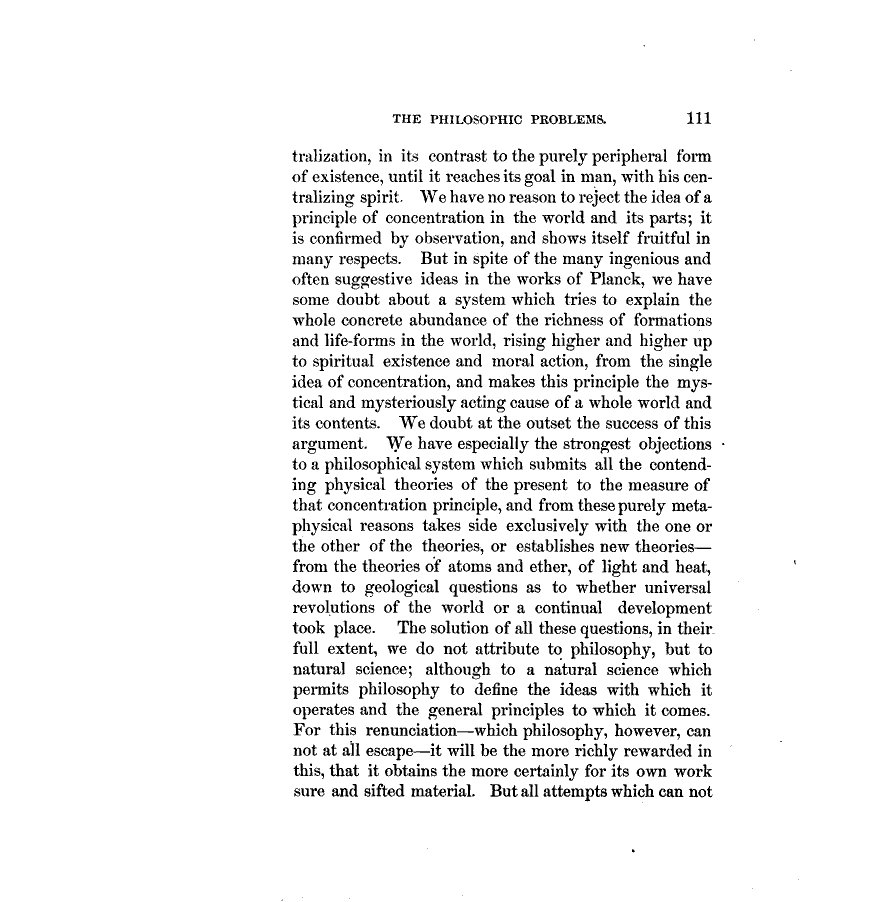 THE PHILOSOPHIC PROBLEMS. 111
tralization, in its contrast to the purely peripheral form
of existence, until it reaches its goal in man, with his cen-
tralizing spirit. We have no reason to reject the idea of a
principle of concentration in the world and its parts; it
is confirmed by observation, and shows itself fruitful in
many respects. But in spite of the many ingenious and
often suggestive ideas in the works of Planck, we have
some doubt about a system which tries to explain the
whole concrete abundance of the richness of formations
and life-forms in the world, rising higher and higher up
to spiritual existence and moral action, from the single
idea of concentration, and makes this principle the mys-
tical and mysteriously acting cause of a whole world and
its contents. We doubt at the outset the success of this
argument. We have especially the strongest objections
to a philosophical system which submits all the contend-
ing physical theories of the present to the measure of
that concentration principle, and from these purely meta-
physical reasons takes side exclusively with the one or
the other of the theories, or establishes new theories—
from the theories of atoms and ether, of light and heat,
down to geological questions as to whether universal
revolutions of the world or a continual development
took place. The solution of all these questions, in their
full extent, we do not attribute to philosophy, but to
natural science; although to a natural science which
permits philosophy to define the ideas with which it
operates and the general principles to which it comes.
For this renunciation—which philosophy, however, can
not at all escape—it will be the more richly rewarded in
this, that it obtains the more certainly for its own work
sure and sifted material. But all attempts which can not